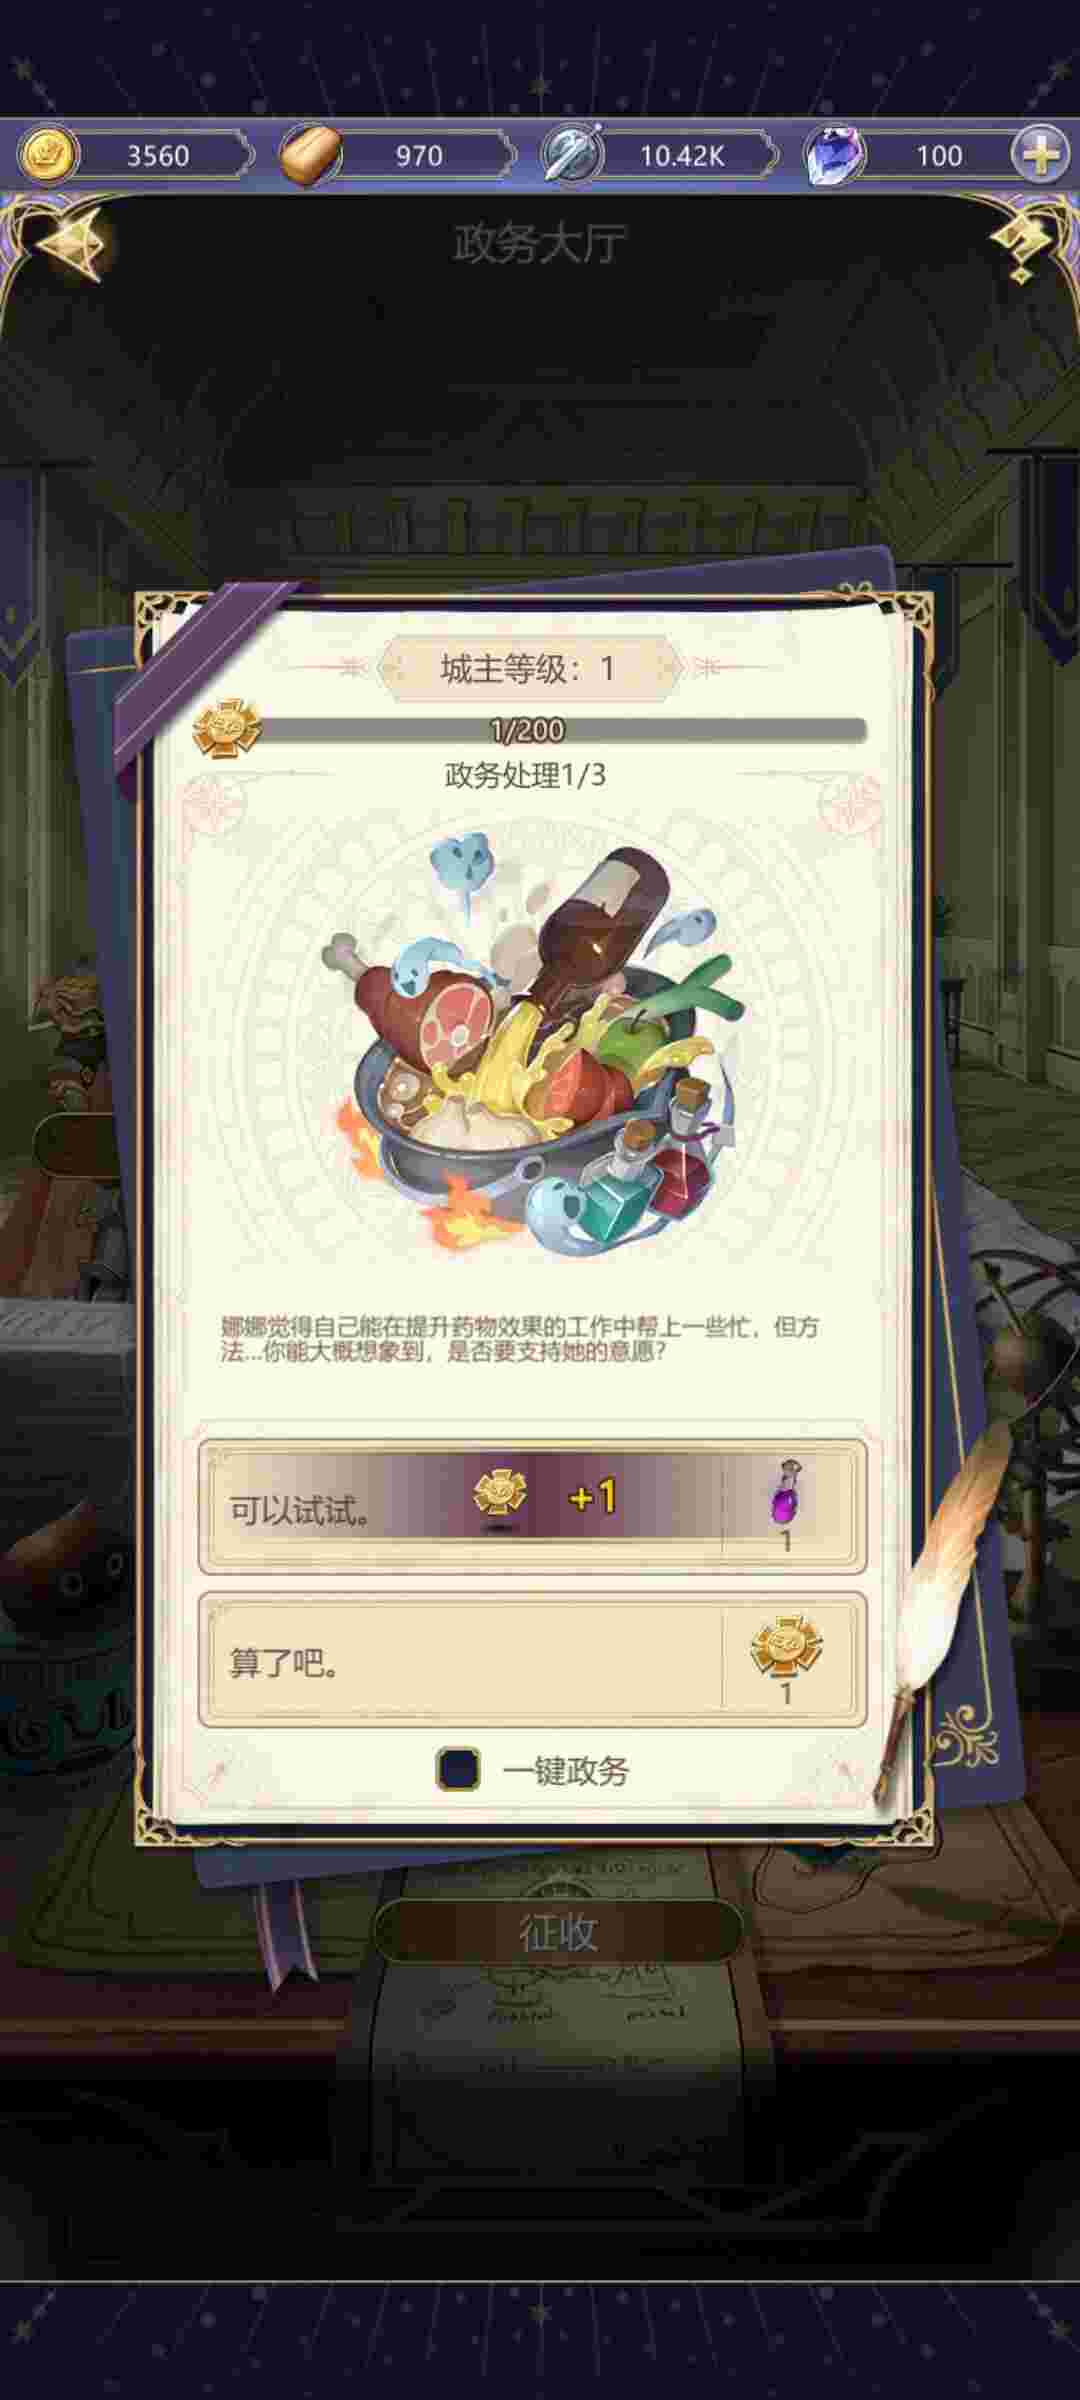 3560
970
10.42K
100
政务大厅
城主等级：1
1/200
政务处理1/3
娜娜觉得自己能在提升药物效果的工作中帮上一些忙，但方
法...你能大概想象到，是否要支持她的意愿？
可以试试。
+1
1
算了吧。
1
一键政务
征收